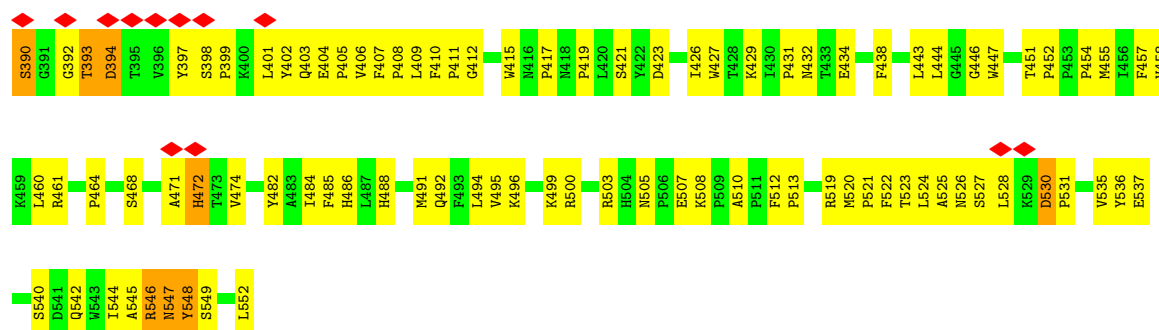 S390 G391 G392 T393 D394 T395 V396 Y397 S398 P399 K400 L401 Y402 Q403 E404 P405 V406 F407 P408 L409 F410 P411 G412 W415 N416 P417 N418 P419 L420 S421 Y422 D423 I426 W427 T428 K429 I430 P431 N432 T433 E434 F438 L443 L444 G445 G446 W447 T451 P452 P453 P454 M455 I456 F457
K459 L460 R461 P464 S468 A471 H472 T473 V474 Y482 A483 I484 F485 H486 L487 H488 M491 Q492 F493 L494 V495 K496 K499 R500 R503 H504 N505 P506 E507 K508 P509 A510 P511 F512 P513 R519 M520 P521 F522 T523 L524 A525 N526 S527 L528 K529 D530 P531 V535 Y536 E537
S540 D541 Q542 W543 I544 A545 R546 N547 Y548 S549 L552